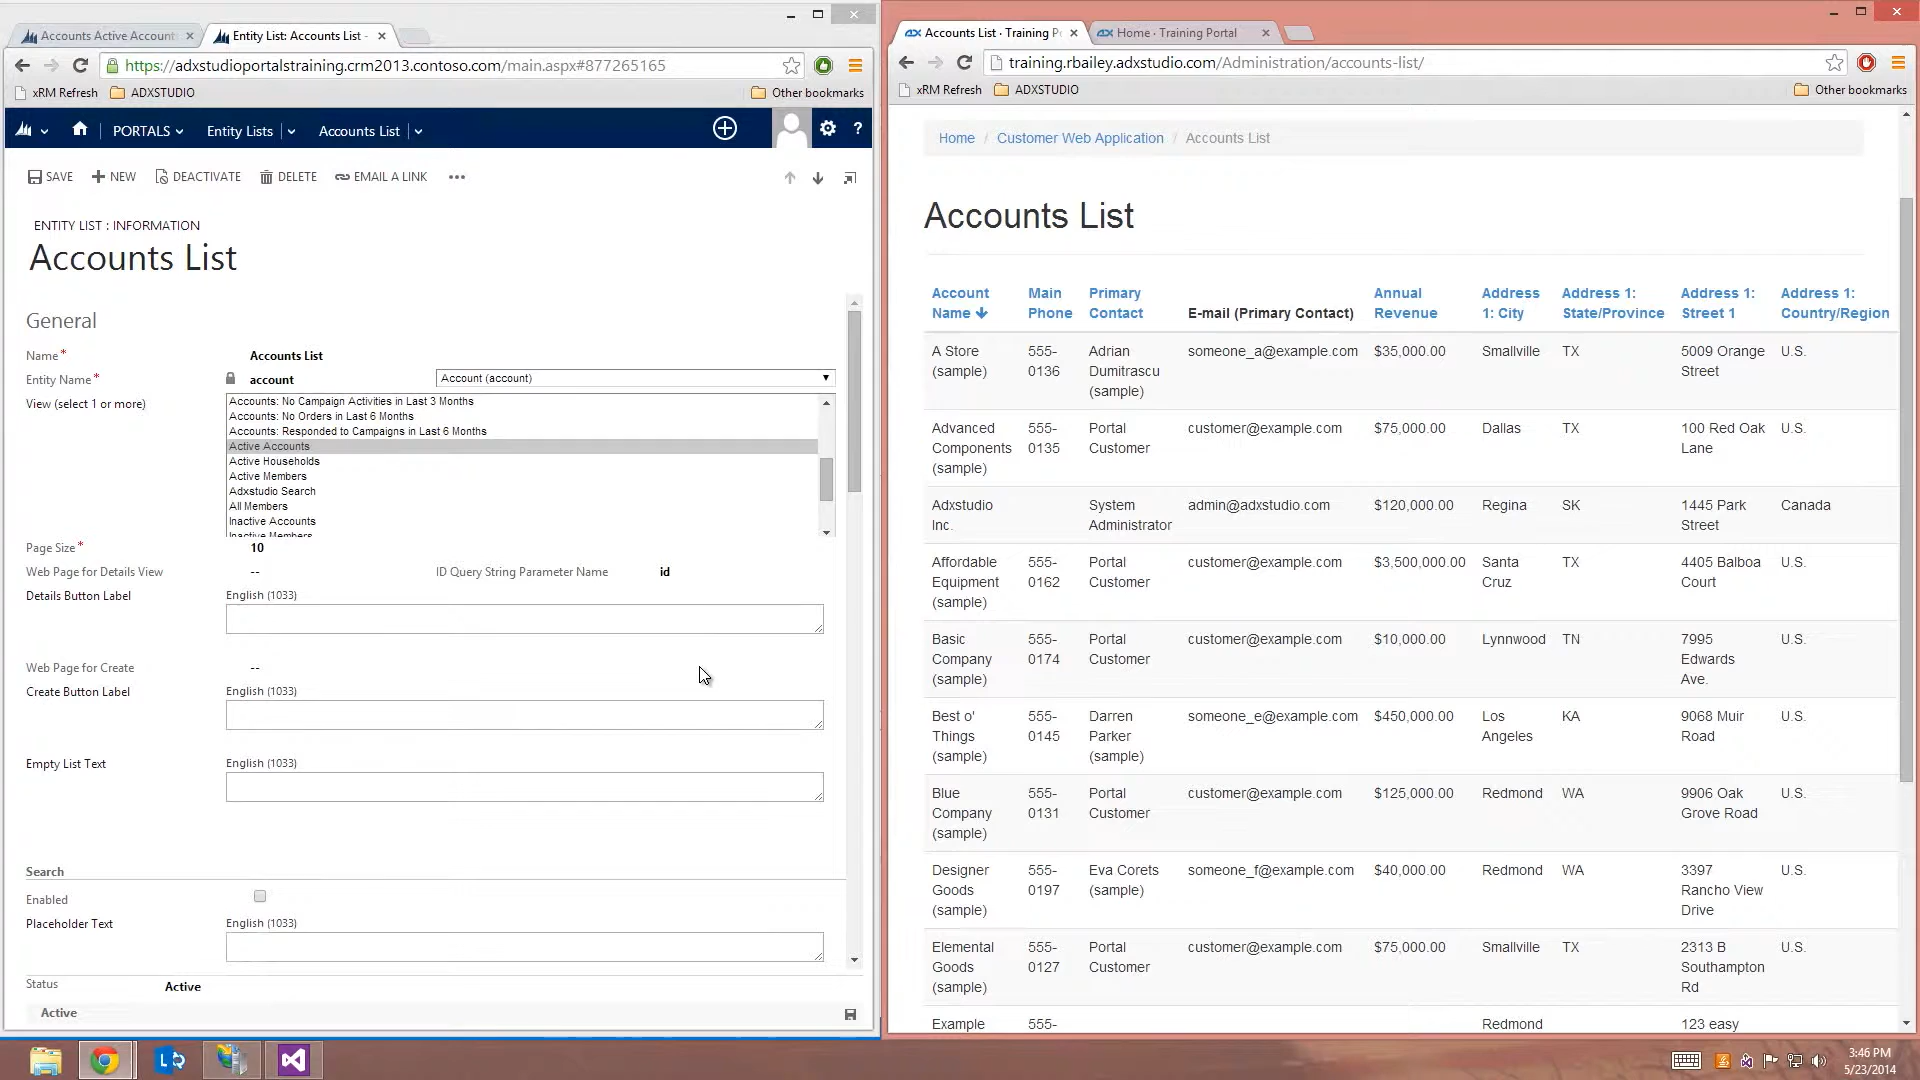 Accounts Active Account
Entity List: Accounts List -
https://adxstudioportalstraining.crm2013.contoso.com/main.aspx#877265165
xRM Refresh
ADXSTUDIO
Other bookmarks
PORTALS
Entity Lists
Accounts List
?
SAVE
NEW
DEACTIVATE
DELETE
EMAIL A LINK
•••
ENTITY LIST : INFORMATION
Accounts List
General
Name*
Accounts List
Entity Name*
account
Account (account)
View (select 1 or more)
Accounts: No Campaign Activities in Last 3 Months
Accounts: No Orders in Last 6 Months
Accounts: Responded to Campaigns in Last 6 Months
Active Accounts
Active Households
Active Members
Adxstudio Search
All Members
Inactive Accounts
Inactive Members
Page Size*
10
Web Page for Details View
--
ID Query String Parameter Name
id
Details Button Label
English (1033)
Web Page for Create
--
Create Button Label
English (1033)
Empty List Text
English (1033)
Search
Enabled
Placeholder Text
English (1033)
Status
Active
Active
Accounts List · Training P
Home · Training Portal
training.rbailey.adxstudio.com/Administration/accounts-list/
xRM Refresh
ADXSTUDIO
Other bookmarks
Home / Customer Web Application / Accounts List
Accounts List
Account Name
Main Phone
Primary Contact
E-mail (Primary Contact)
Annual Revenue
Address 1: City
Address 1: State/Province
Address 1: Street 1
Address 1: Country/Region
A Store (sample) 555-0136 Adrian Dumitrascu (sample) someone_a@example.com $35,000.00 Smallville TX 5009 Orange Street U.S.
Advanced Components (sample) 555-0135 Portal Customer customer@example.com $75,000.00 Dallas TX 100 Red Oak Lane U.S.
Adxstudio Inc. System Administrator admin@adxstudio.com $120,000.00 Regina SK 1445 Park Street Canada
Affordable Equipment (sample) 555-0162 Portal Customer customer@example.com $3,500,000.00 Santa Cruz TX 4405 Balboa Court U.S.
Basic Company (sample) 555-0174 Portal Customer customer@example.com $10,000.00 Lynnwood TN 7995 Edwards Ave. U.S.
Best o' Things (sample) 555-0145 Darren Parker (sample) someone_e@example.com $450,000.00 Los Angeles KA 9068 Muir Road U.S.
Blue Company (sample) 555-0131 Portal Customer customer@example.com $125,000.00 Redmond WA 9906 Oak Grove Road U.S.
Designer Goods (sample) 555-0197 Eva Corets (sample) someone_f@example.com $40,000.00 Redmond WA 3397 Rancho View Drive U.S.
Elemental Goods (sample) 555-0127 Portal Customer customer@example.com $75,000.00 Smallville TX 2313 B Southampton Rd U.S.
Example 555- Redmond 123 easy
3:46 PM
5/23/2014